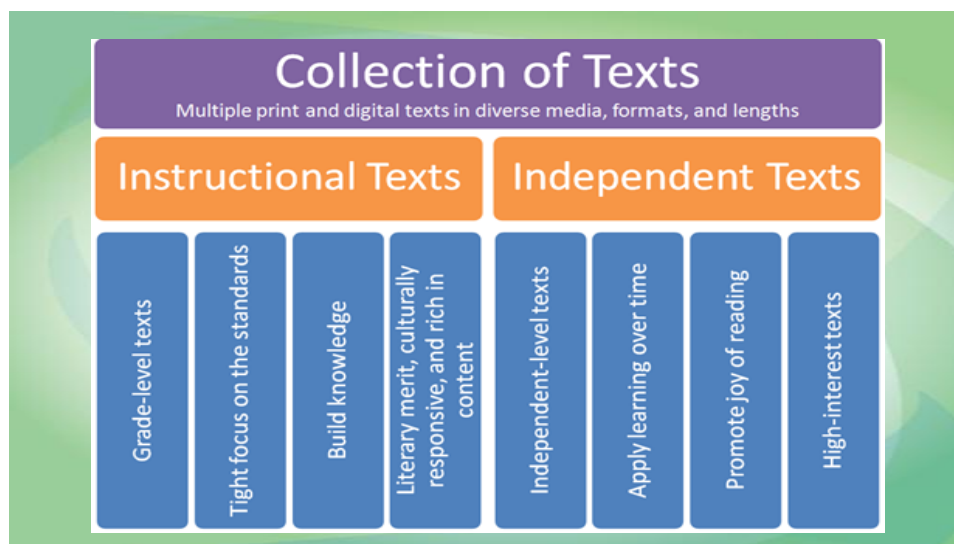 Collection of Texts
Multiple print and digital texts in diverse media, formats, and lengths
Instructional Texts
Independent Texts
Grade-level texts
Tight focus on the standards
Build knowledge
Literary merit, culturally
responsive, and rich in
content
Independent-level texts
Apply learning over time
Promote joy of reading
High-interest texts